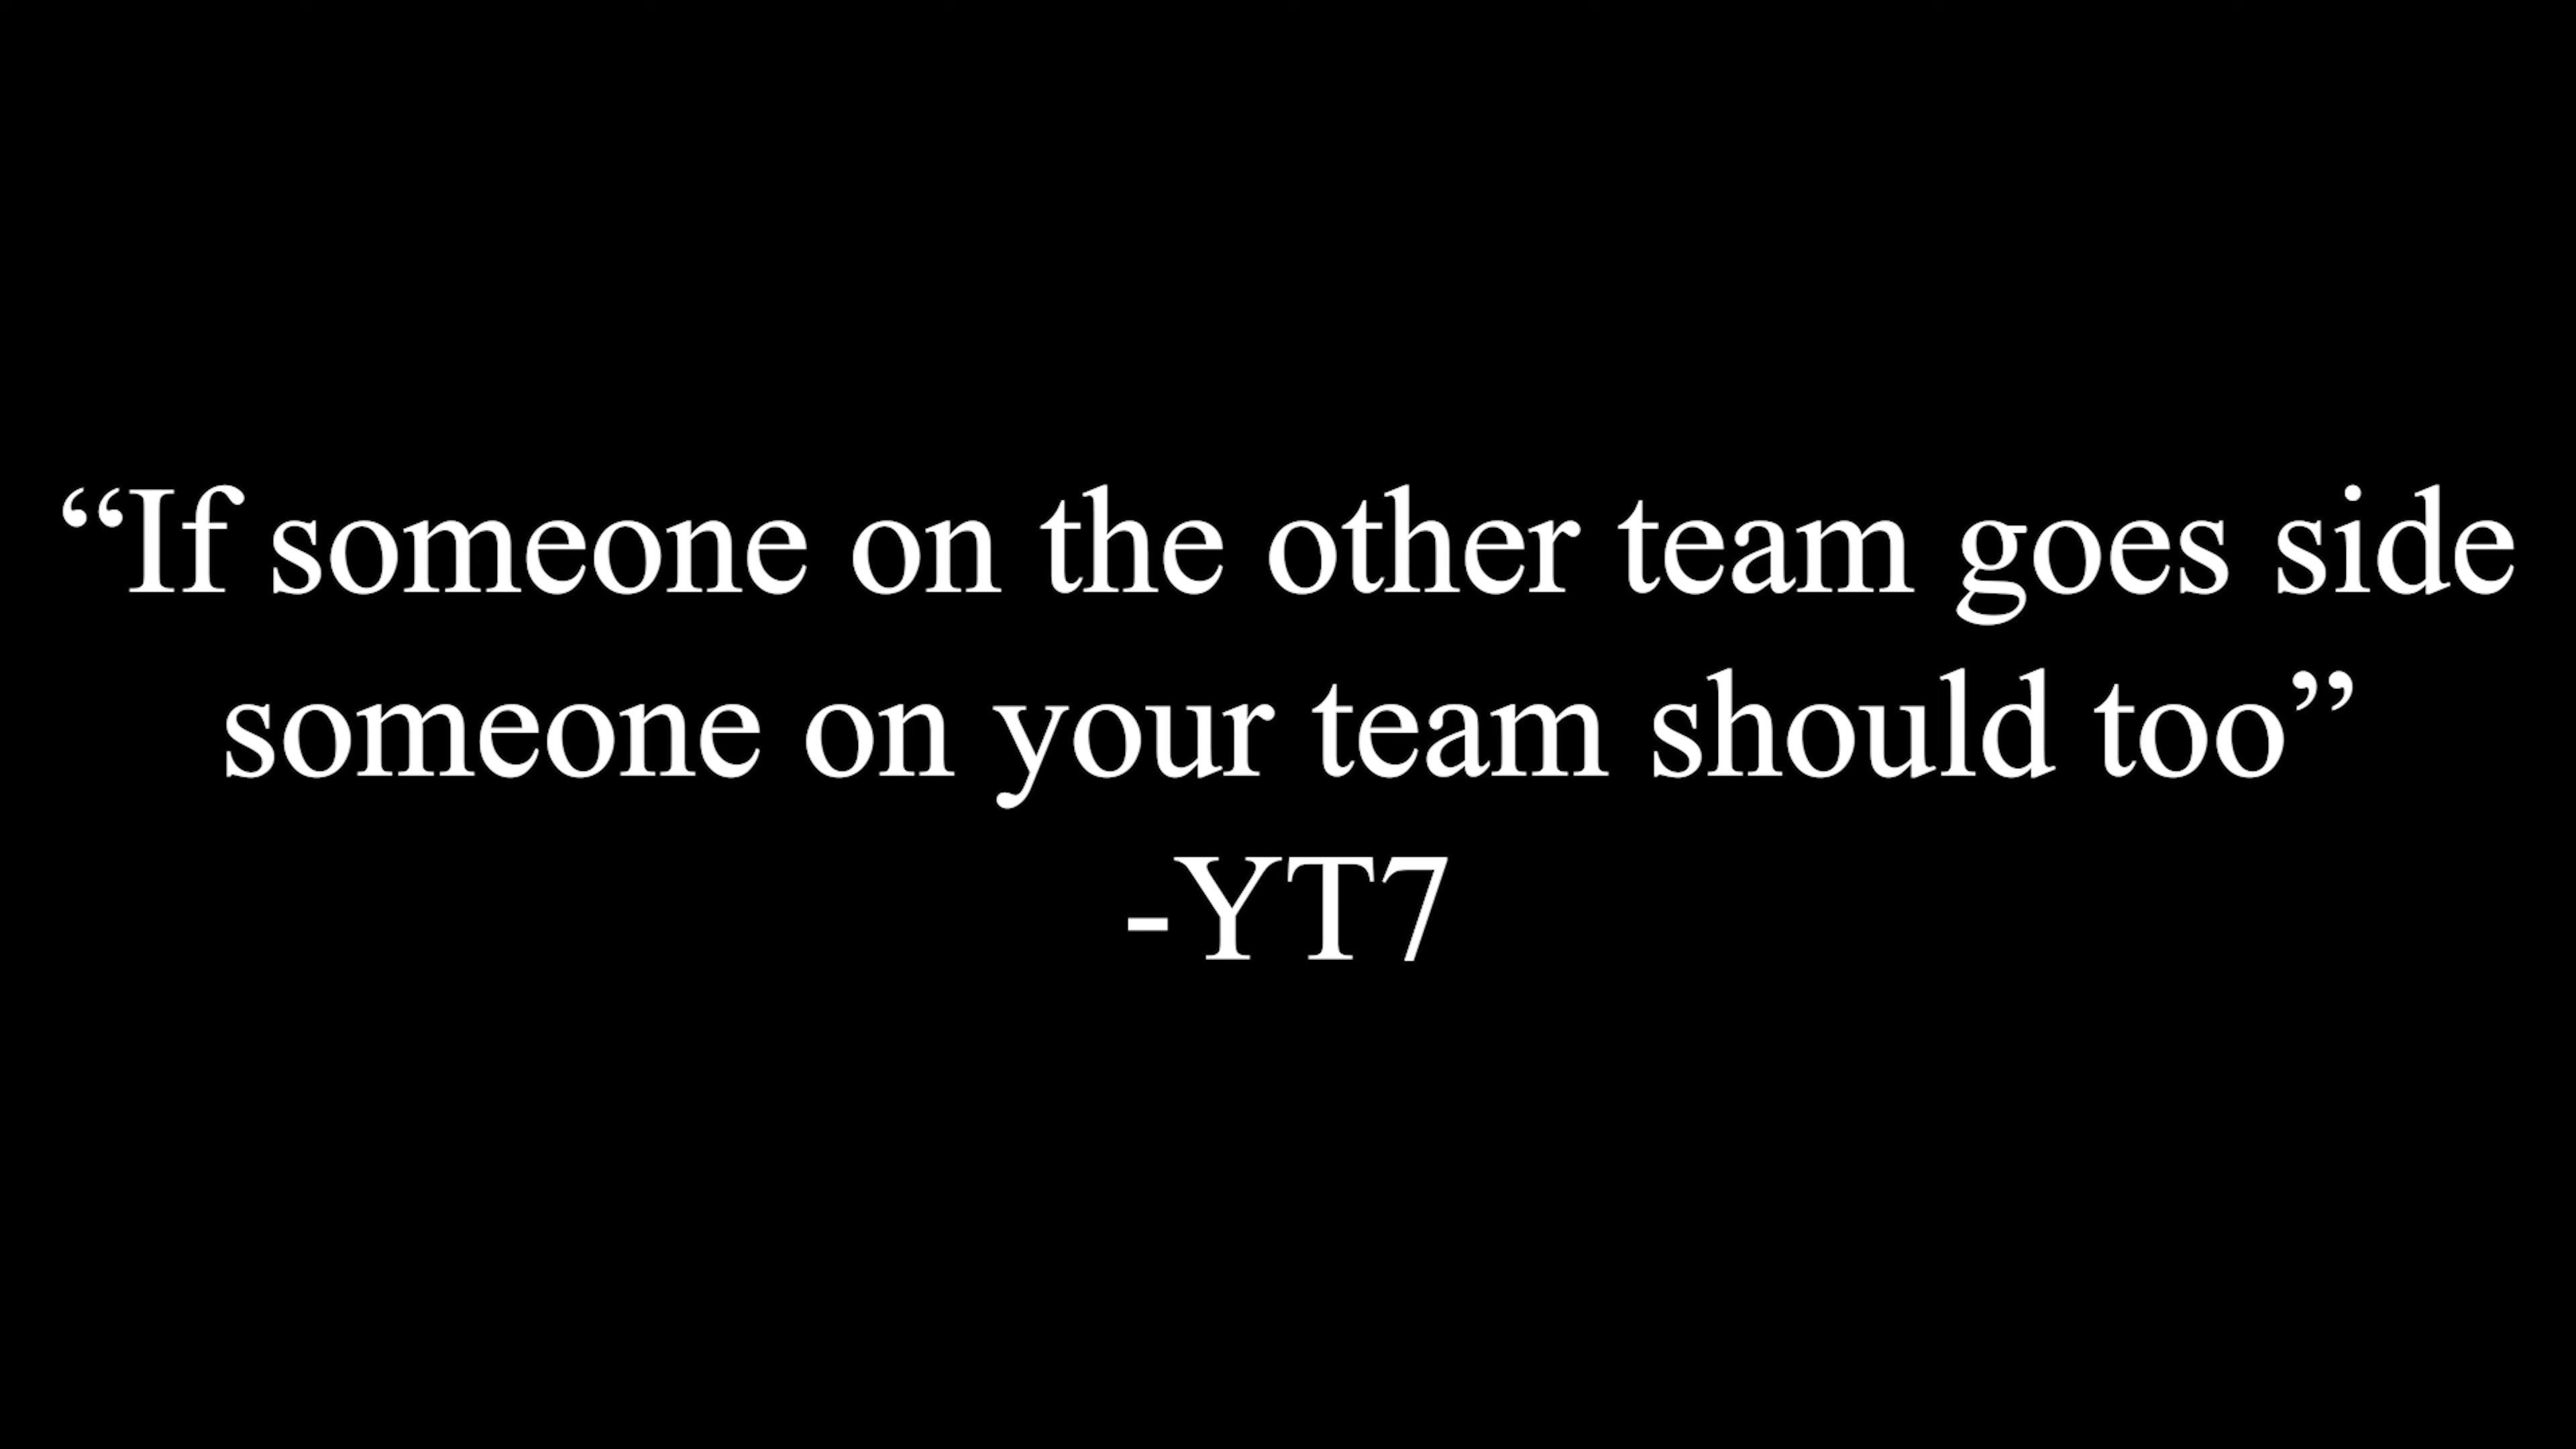 “If someone on the other team goes side
someone on your team should too”
-YT7